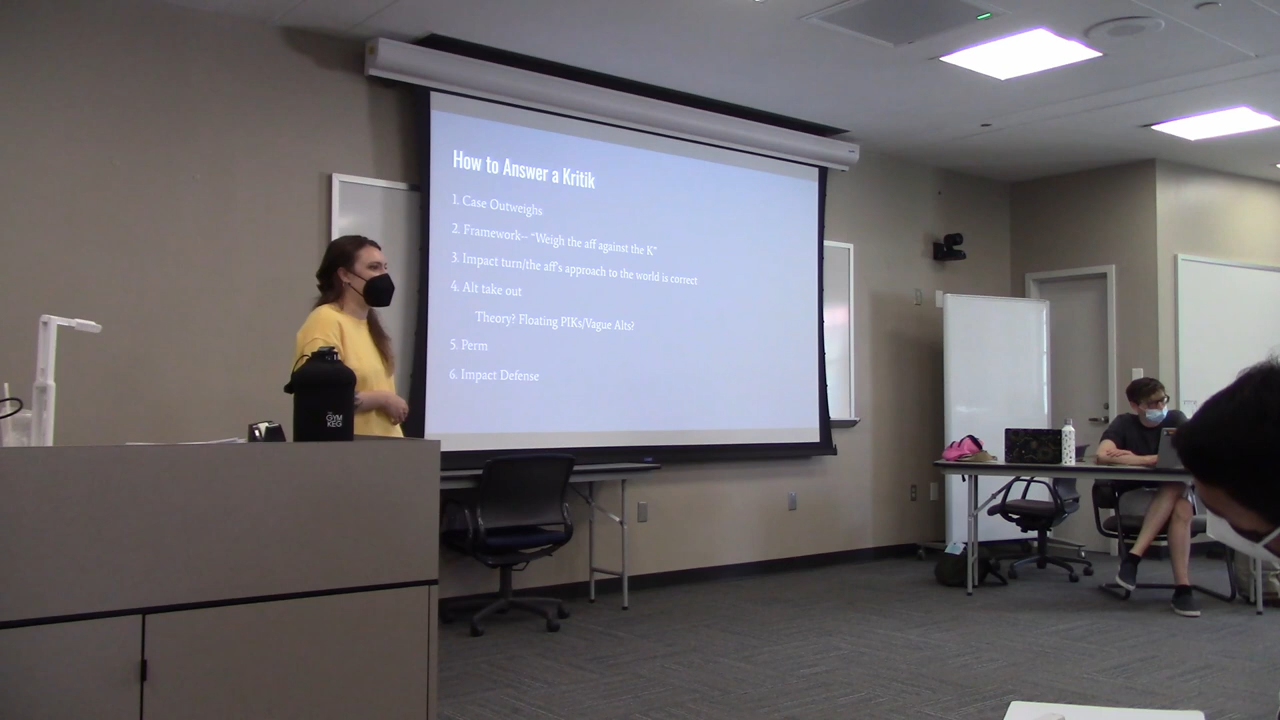 How to Answer a Kritik
1. Case Outweighs
2. Framework-- "Weigh the aff against the K"
3. Impact turn/the aff's approach to the world is correct
4. Alt take out
Theory? Floating PIKs/Vague Alts?
5. Perm
6. Impact Defense
GYM
KEG